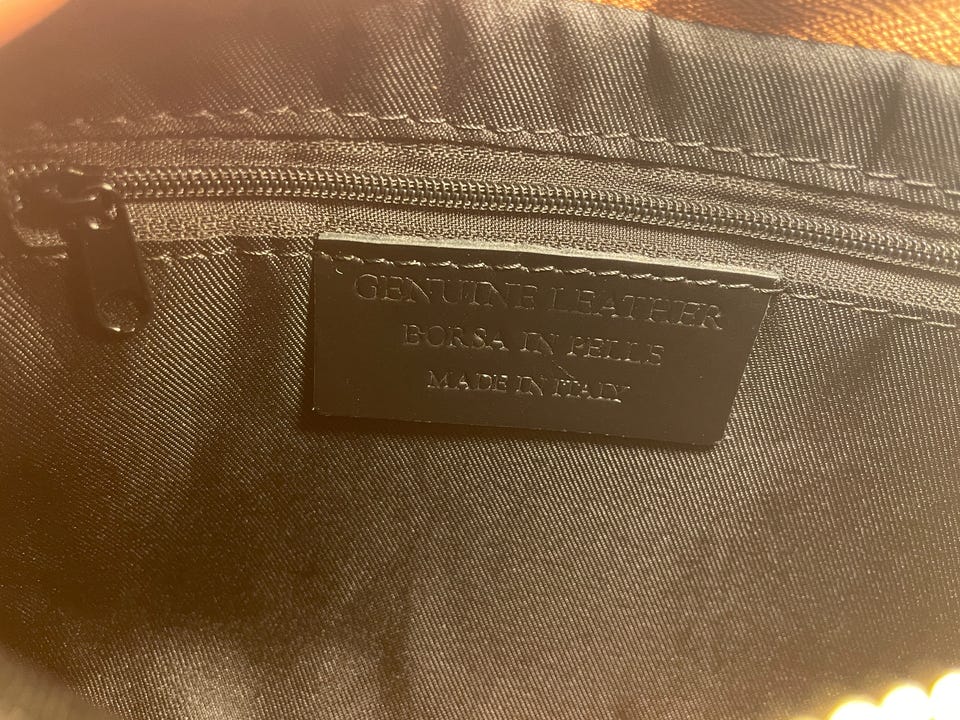 GENUINE LEATHER
BORSA IN PELLE
MADE IN ITALY